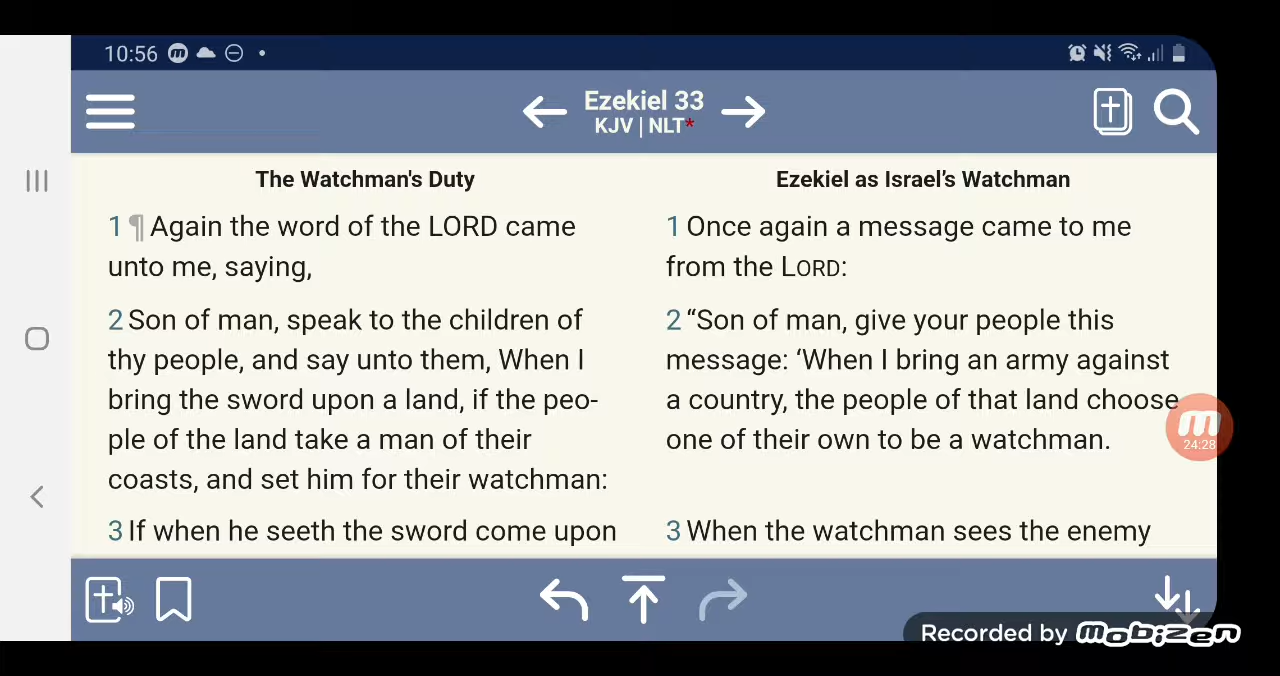 10:56
Ezekiel 33
KJV | NLT*
The Watchman's Duty
1 ¶ Again the word of the LORD came
unto me, saying,
2 Son of man, speak to the children of
thy people, and say unto them, When I
bring the sword upon a land, if the peo-
ple of the land take a man of their
coasts, and set him for their watchman:
3 If when he seeth the sword come upon
Ezekiel as Israel’s Watchman
1 Once again a message came to me
from the LORD:
2 “Son of man, give your people this
message: ‘When I bring an army against
a country, the people of that land choose
one of their own to be a watchman.
3 When the watchman sees the enemy
24:28
Recorded by Mobizen